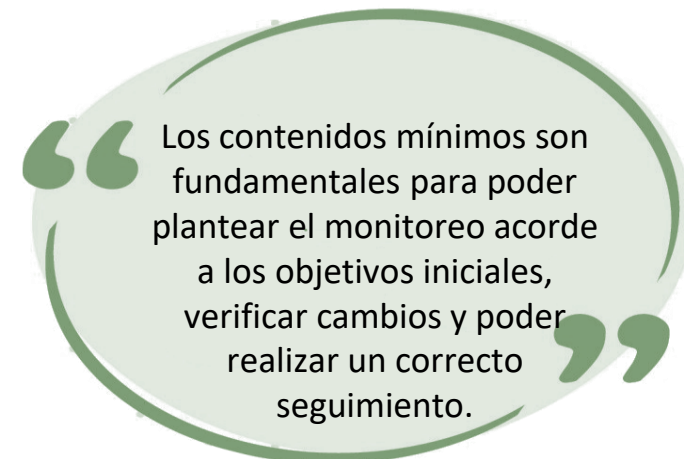 Los contenidos mínimos son
fundamentales para poder
plantear el monitoreo acorde
a los objetivos iniciales,
verificar cambios y poder
realizar un correcto
seguimiento.